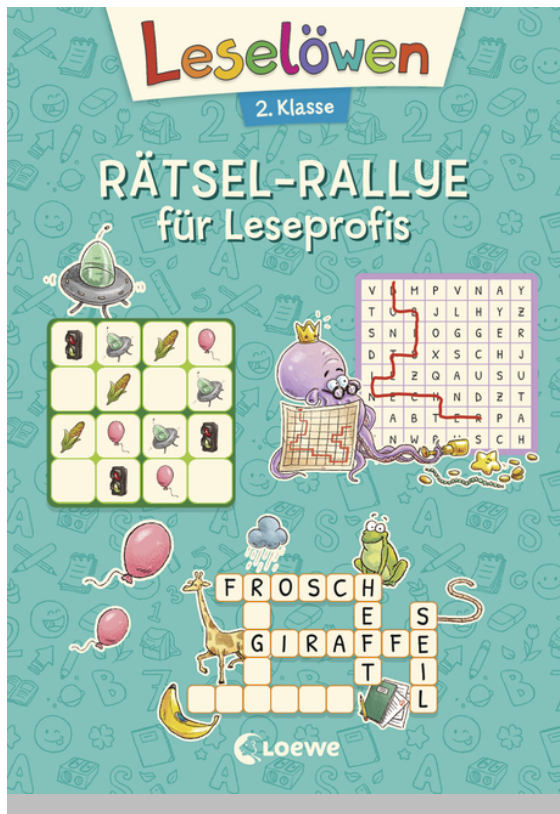 Leselöwen
2. Klasse
RÄTSEL-RALLYE
für Leseprofis
V M P V N A Y
T U J L H Y Z
S N O G G E R
D T X S C H J
Z Q A U S U
N C H N D Z T
A B T E R P A
N W P Ü S C H
FROSCH
GIRAFFE
HEFT
SEIL
LOEWE